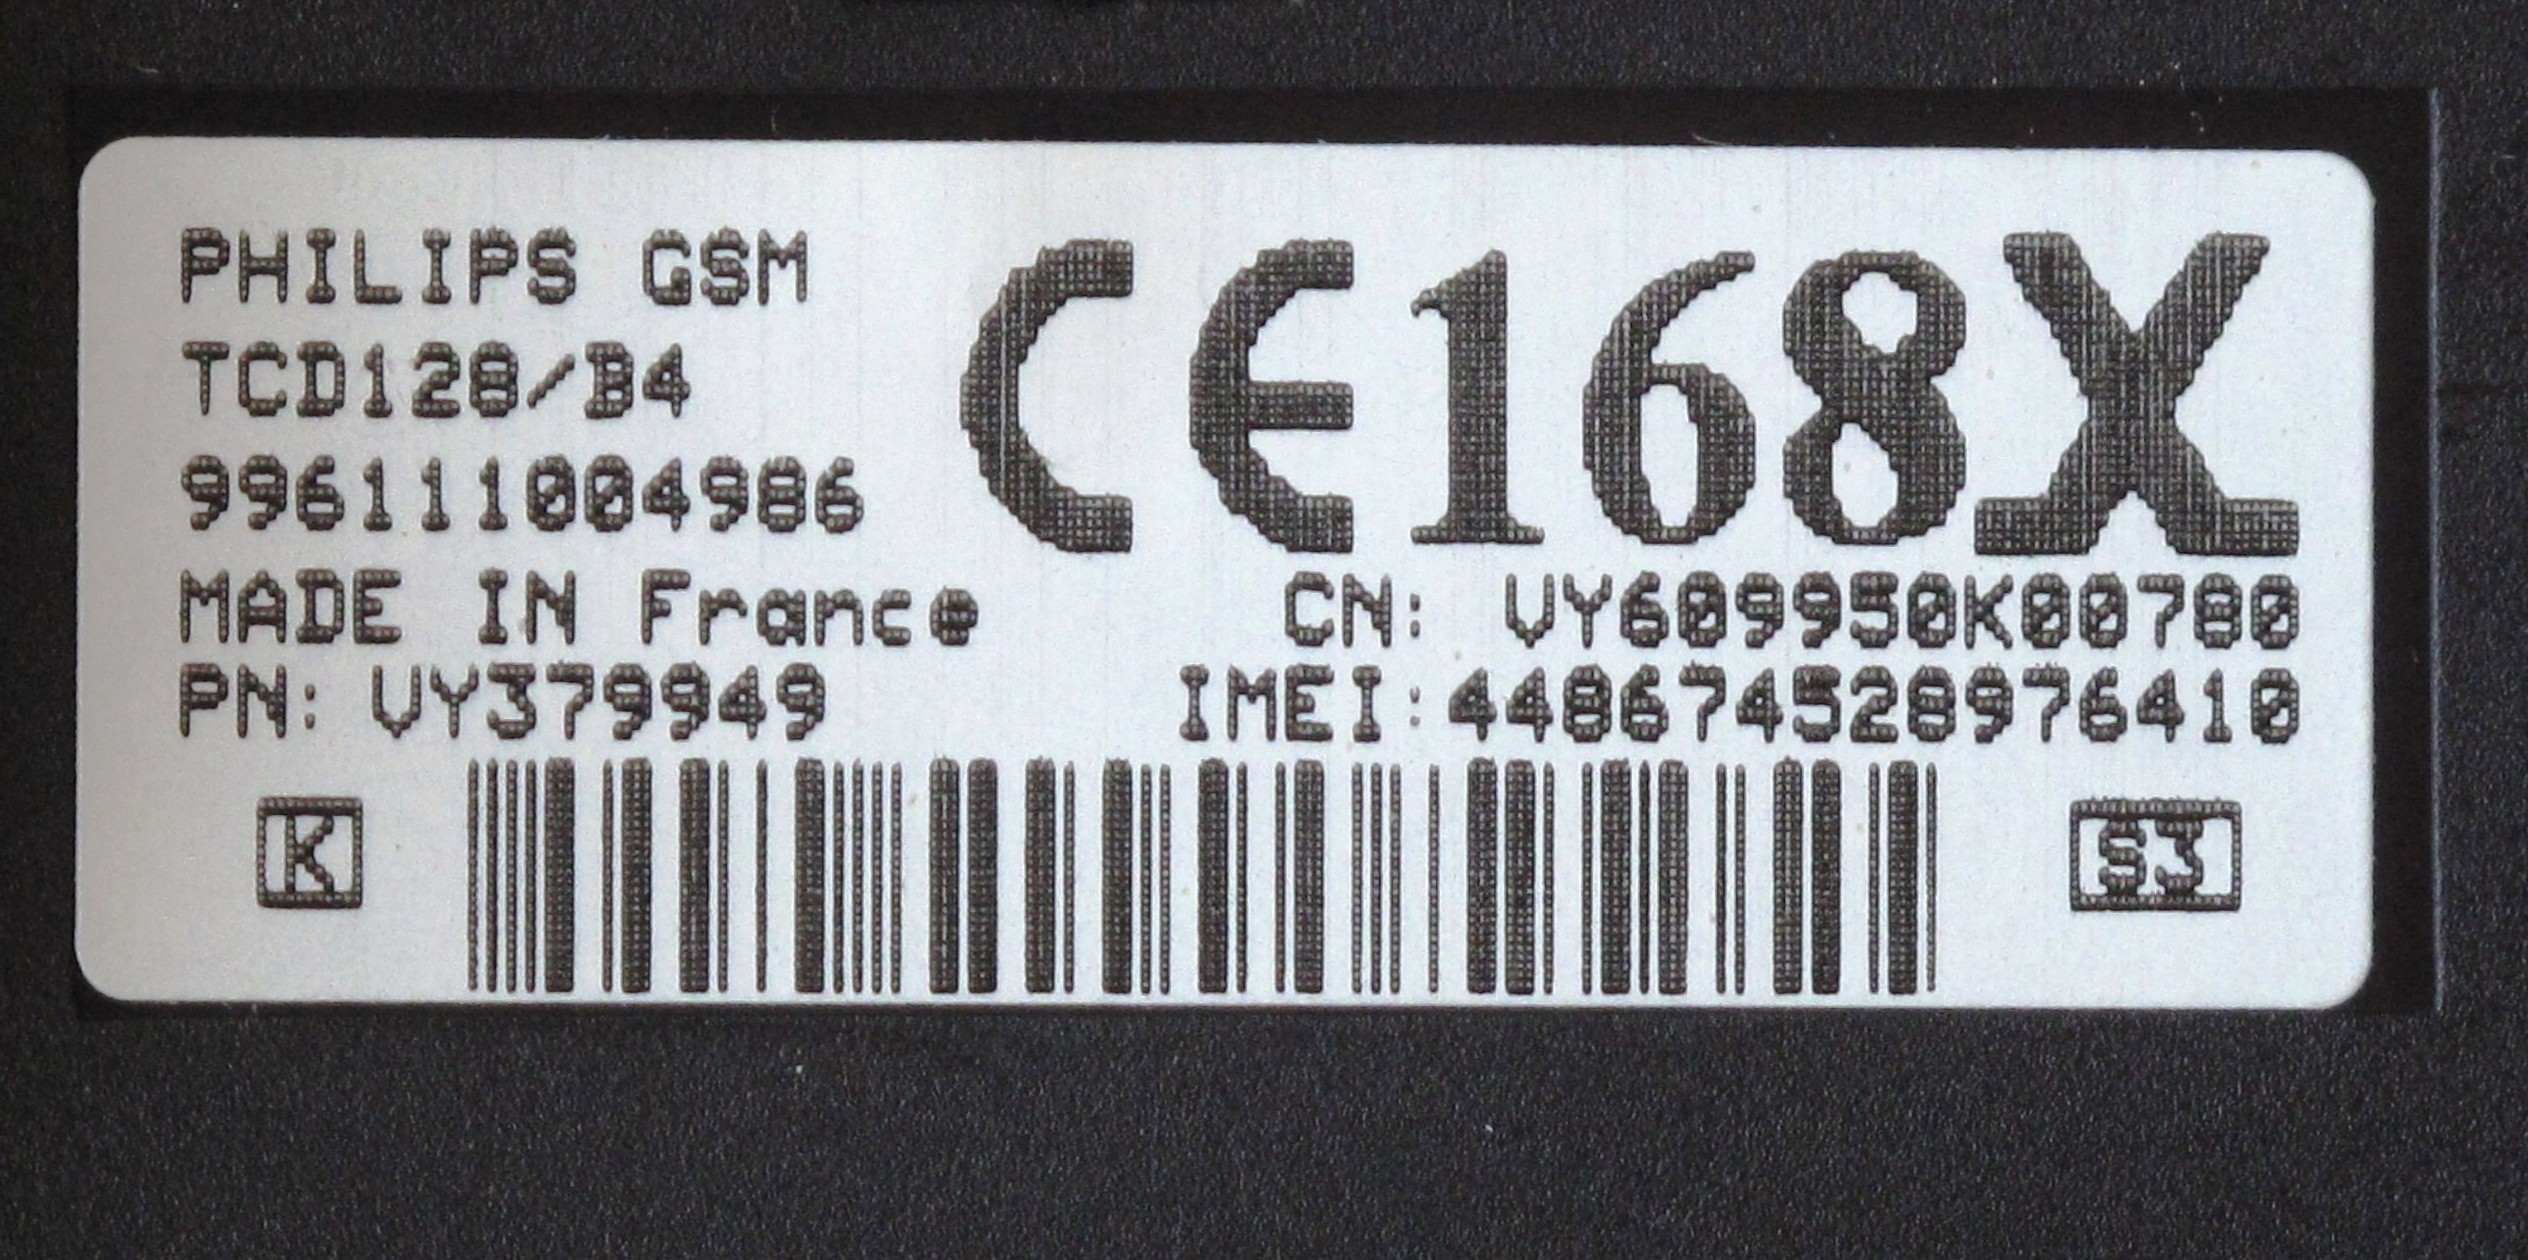 PHILIPS GSM
TCD128/B4
996111004986
CE168X
MADE IN France
CN: VY609950K00780
PN: VY379949
IMEI:448674528976410
K
S3